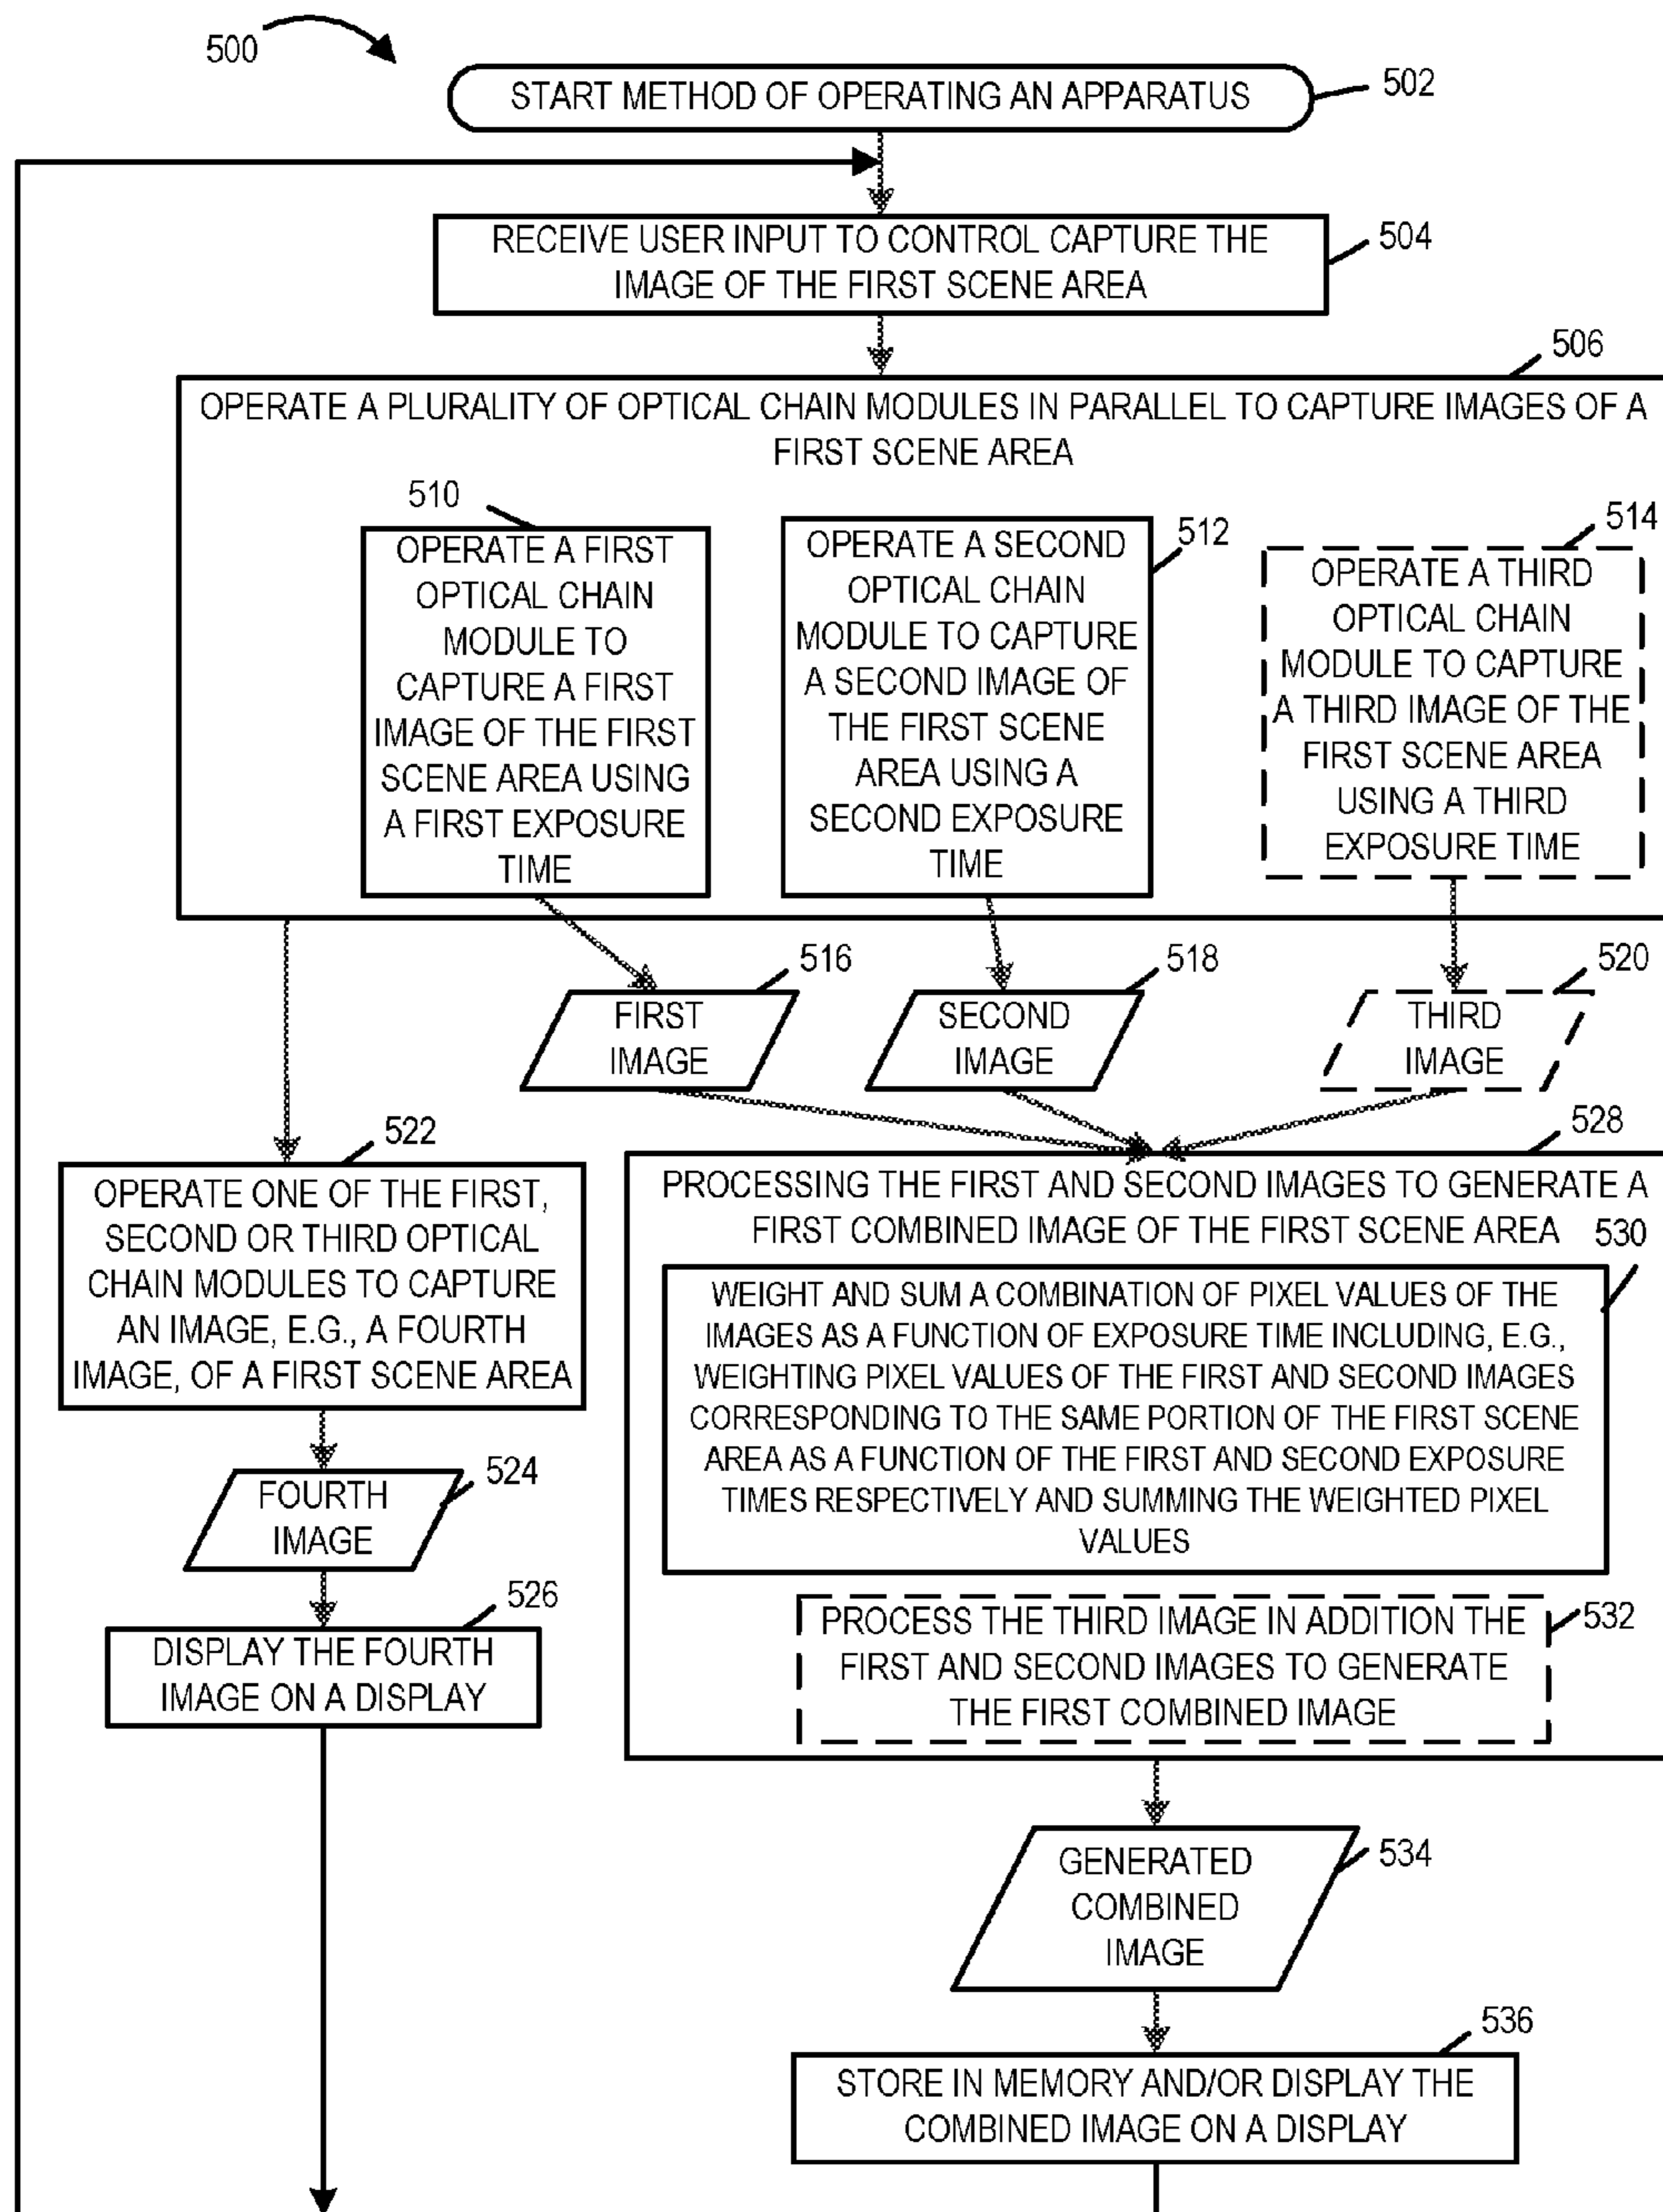 500
START METHOD OF OPERATING AN APPARATUS
502
RECEIVE USER INPUT TO CONTROL CAPTURE THE
IMAGE OF THE FIRST SCENE AREA
504
506
OPERATE A PLURALITY OF OPTICAL CHAIN MODULES IN PARALLEL TO CAPTURE IMAGES OF A
FIRST SCENE AREA
510
OPERATE A FIRST
OPTICAL CHAIN
MODULE TO
CAPTURE A FIRST
IMAGE OF THE FIRST
SCENE AREA USING
A FIRST EXPOSURE
TIME
512
OPERATE A SECOND
OPTICAL CHAIN
MODULE TO CAPTURE
A SECOND IMAGE OF
THE FIRST SCENE
AREA USING A
SECOND EXPOSURE
TIME
514
OPERATE A THIRD
OPTICAL CHAIN
MODULE TO CAPTURE
A THIRD IMAGE OF THE
FIRST SCENE AREA
USING A THIRD
EXPOSURE TIME
516
FIRST
IMAGE
518
SECOND
IMAGE
520
THIRD
IMAGE
522
OPERATE ONE OF THE FIRST,
SECOND OR THIRD OPTICAL
CHAIN MODULES TO CAPTURE
AN IMAGE, E.G., A FOURTH
IMAGE, OF A FIRST SCENE AREA
524
FOURTH
IMAGE
526
DISPLAY THE FOURTH
IMAGE ON A DISPLAY
528
PROCESSING THE FIRST AND SECOND IMAGES TO GENERATE A
FIRST COMBINED IMAGE OF THE FIRST SCENE AREA
530
WEIGHT AND SUM A COMBINATION OF PIXEL VALUES OF THE
IMAGES AS A FUNCTION OF EXPOSURE TIME INCLUDING, E.G.,
WEIGHTING PIXEL VALUES OF THE FIRST AND SECOND IMAGES
CORRESPONDING TO THE SAME PORTION OF THE FIRST SCENE
AREA AS A FUNCTION OF THE FIRST AND SECOND EXPOSURE
TIMES RESPECTIVELY AND SUMMING THE WEIGHTED PIXEL
VALUES
PROCESS THE THIRD IMAGE IN ADDITION THE
FIRST AND SECOND IMAGES TO GENERATE
THE FIRST COMBINED IMAGE
532
GENERATED
COMBINED
IMAGE
534
536
STORE IN MEMORY AND/OR DISPLAY THE
COMBINED IMAGE ON A DISPLAY